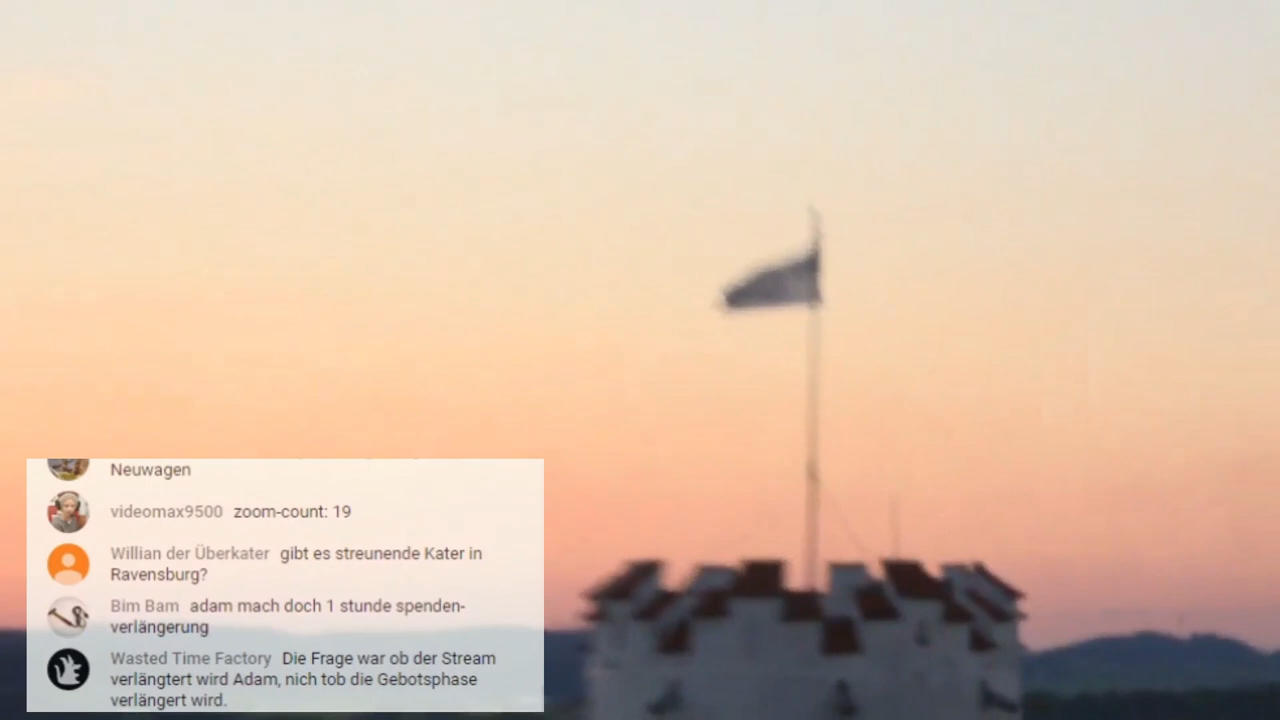 Neuwagen
videomax9500 zoom-count: 19
Willian der Überkater gibt es streunende Kater in
Ravensburg?
Bim Bam adam mach doch 1 stunde spenden-
verlängerung
Wasted Time Factory Die Frage war ob der Stream
verlängtert wird Adam, nich tob die Gebotsphase
verlängert wird.